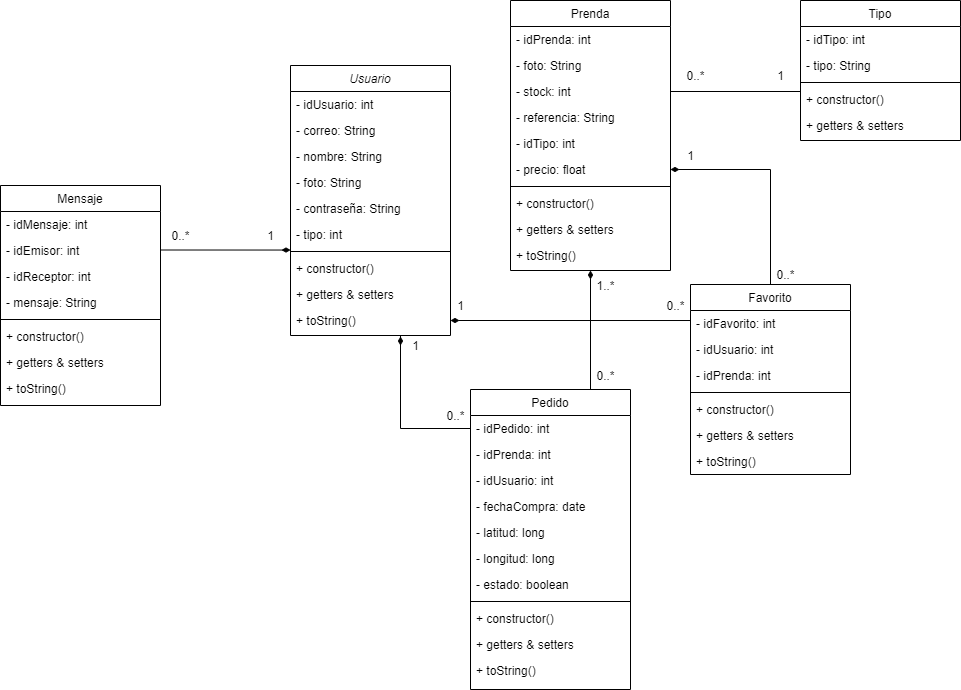 Prenda
- idPrenda: int
- foto: String
- stock: int
- referencia: String
- idTipo: int
- precio: float
+ constructor()
+ getters & setters
+ toString()
Tipo
- idTipo: int
- tipo: String
+ constructor()
+ getters & setters
0..*
1
Usuario
- idUsuario: int
- correo: String
- nombre: String
- foto: String
- contraseña: String
- tipo: int
+ constructor()
+ getters & setters
+ toString()
Mensaje
- idMensaje: int
- idEmisor: int
- idReceptor: int
- mensaje: String
+ constructor()
+ getters & setters
+ toString()
0..*
1
1
0..*
1..*
0..*
1
0..*
1
0..*
Favorito
- idFavorito: int
- idUsuario: int
- idPrenda: int
+ constructor()
+ getters & setters
+ toString()
Pedido
- idPedido: int
- idPrenda: int
- idUsuario: int
- fechaCompra: date
- latitud: long
- longitud: long
- estado: boolean
+ constructor()
+ getters & setters
+ toString()